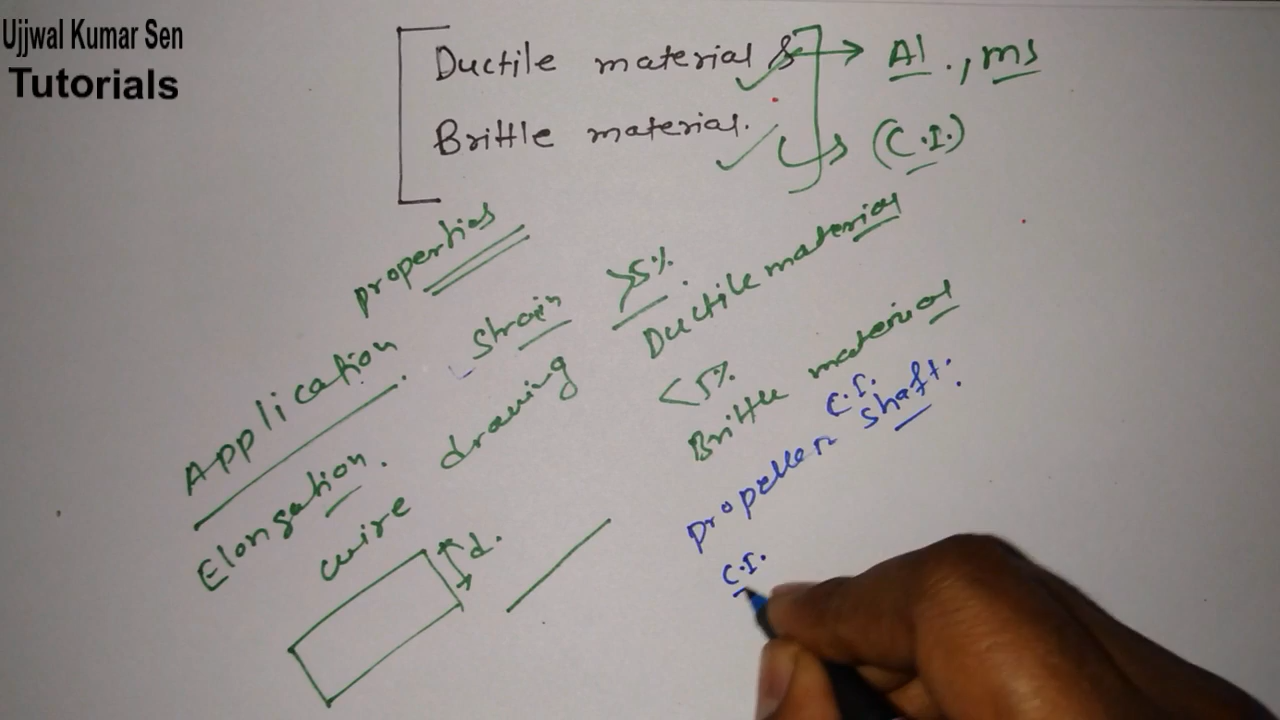 Ujjwal Kumar Sen
Tutorials
Ductile material &
Brittle material.
Al., ms
(C.I.)
properties
Application.
Strain
>5%.
Ductile material
<5%
Brittle material
Elongation.
wire drawing
d.
C.I.
propeller shaft.
C.I.